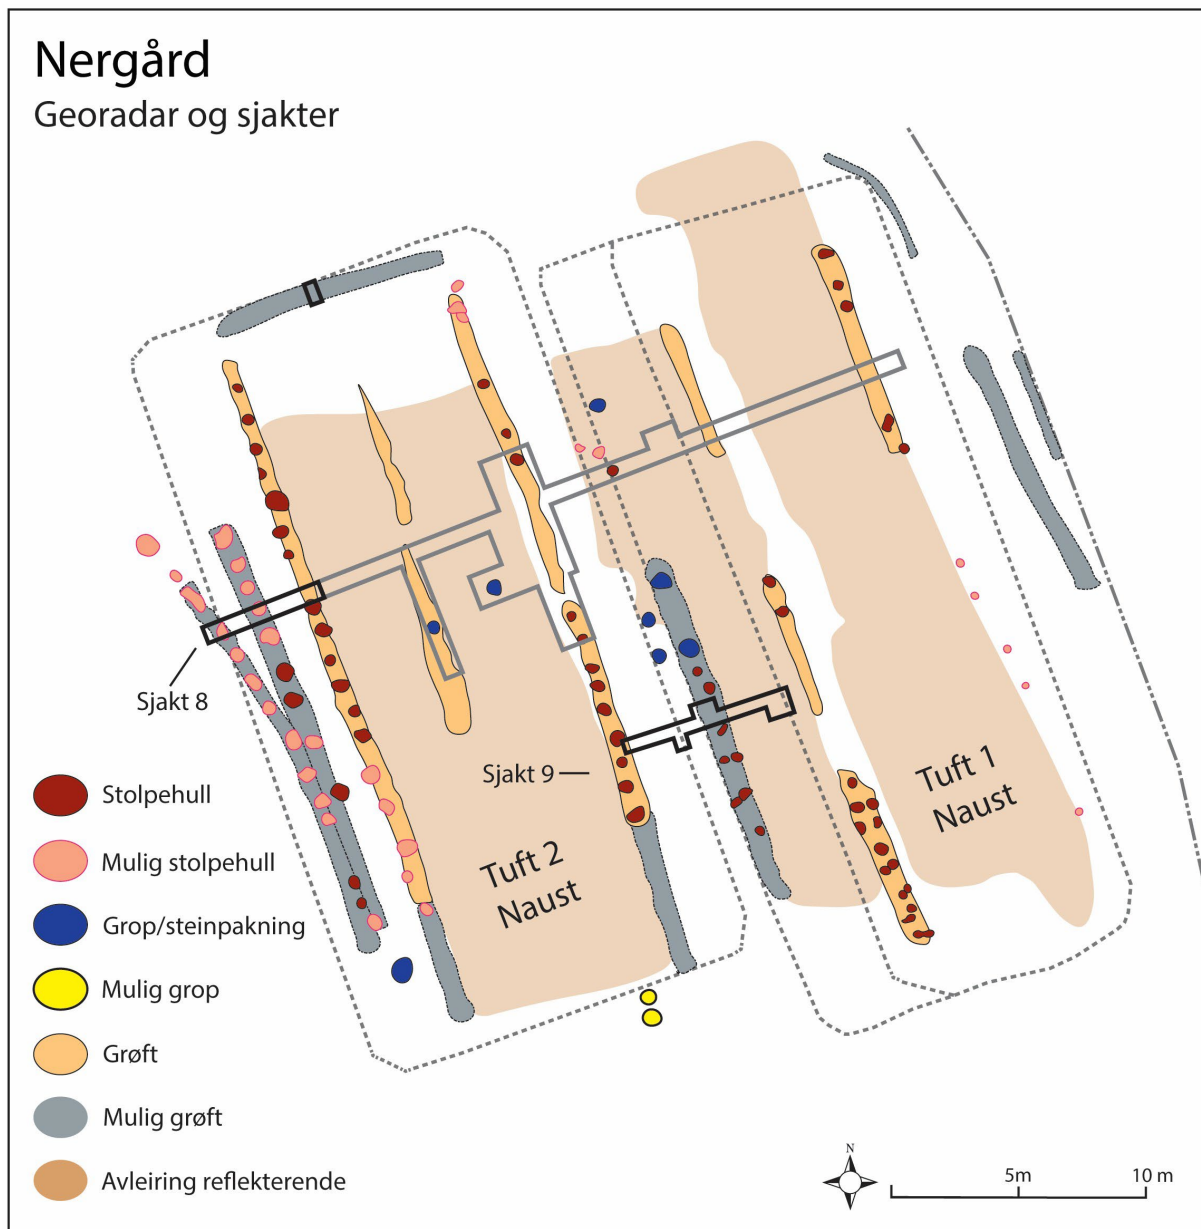 Nergård
Georadar og sjakter
Sjakt 8
Sjakt 9
Tuft 1
Naust
Tuft 2
Naust
Stolpehull
Mulig stolpehull
Grop/steinpakning
Mulig grop
Grøft
Mulig grøft
Avleiring reflekterende
N
5m
10 m